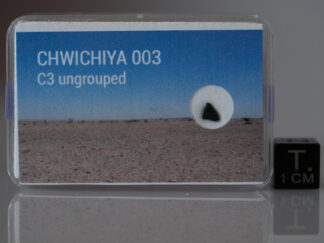 CHWICHIYA 003
C3 ungrouped
T.
1 CM